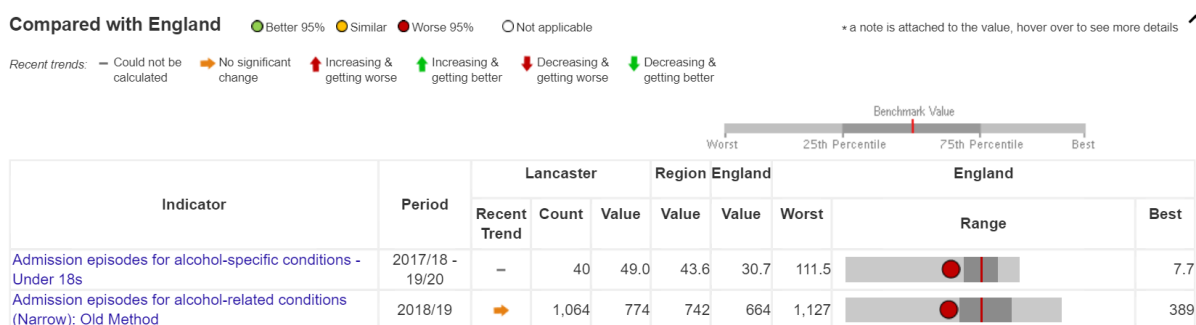 Compared with England
Better 95% Similar Worse 95% Not applicable
* a note is attached to the value, hover over to see more details
Recent trends: – Could not be calculated
No significant change
Increasing & getting worse
Increasing & getting better
Decreasing & getting worse
Decreasing & getting better
Benchmark Value
Worst 25th Percentile 75th Percentile Best
Indicator Period Lancaster Region England England
Recent Trend Count Value Value Value Worst Range Best
Admission episodes for alcohol-specific conditions - Under 18s 2017/18 - 19/20 – 40 49.0 43.6 30.7 111.5 7.7
Admission episodes for alcohol-related conditions (Narrow): Old Method 2018/19 1,064 774 742 664 1,127 389